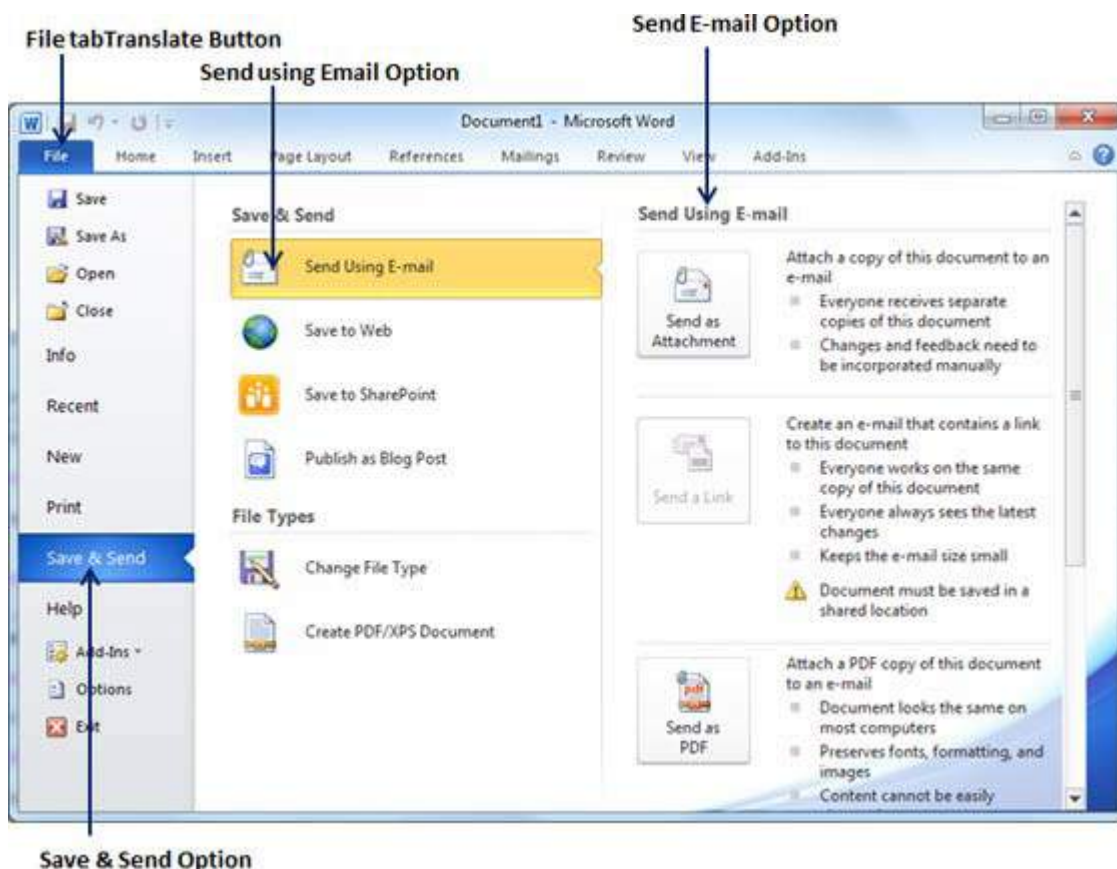 Send E-mail Option
File tabTranslate Button
Send using Email Option
W
Document1 - Microsoft Word
File Home Insert Page Layout References Mailings Review View Add-Ins
Save
Save As
Open
Close
Info
Recent
New
Print
Save & Send
Help
Add-Ins
Options
Exit
Save & Send
Send Using E-mail
Save to Web
Save to SharePoint
Publish as Blog Post
File Types
Change File Type
Create PDF/XPS Document
Send Using E-mail
Send as
Attachment
Attach a copy of this document to an
e-mail
Everyone receives separate
copies of this document
Changes and feedback need to
be incorporated manually
Send a Link
Create an e-mail that contains a link
to this document
Everyone works on the same
copy of this document
Everyone always sees the latest
changes
Keeps the e-mail size small
Document must be saved in a
shared location
pdf
Send as
PDF
Attach a PDF copy of this document
to an e-mail
Document looks the same on
most computers
Preserves fonts, formatting, and
images
Content cannot be easily
Save & Send Option